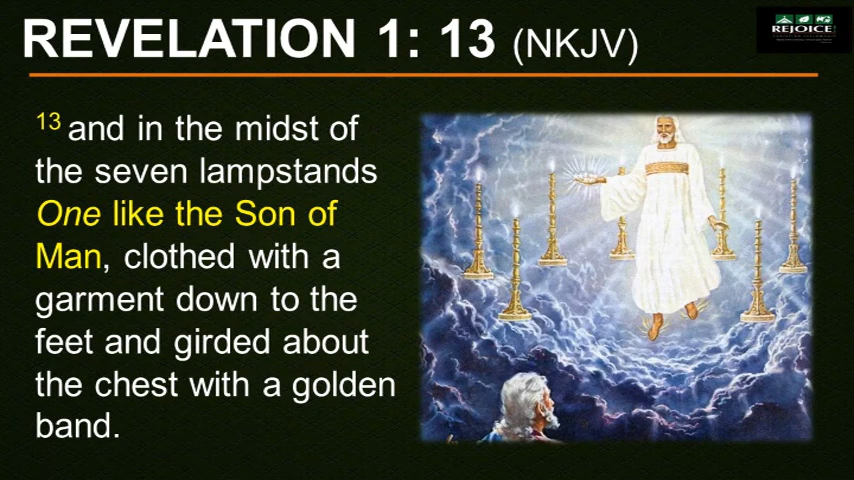 REVELATION 1: 13 (NKJV)
REJOICE
13 and in the midst of
the seven lampstands
One like the Son of
Man, clothed with a
garment down to the
feet and girded about
the chest with a golden
band.